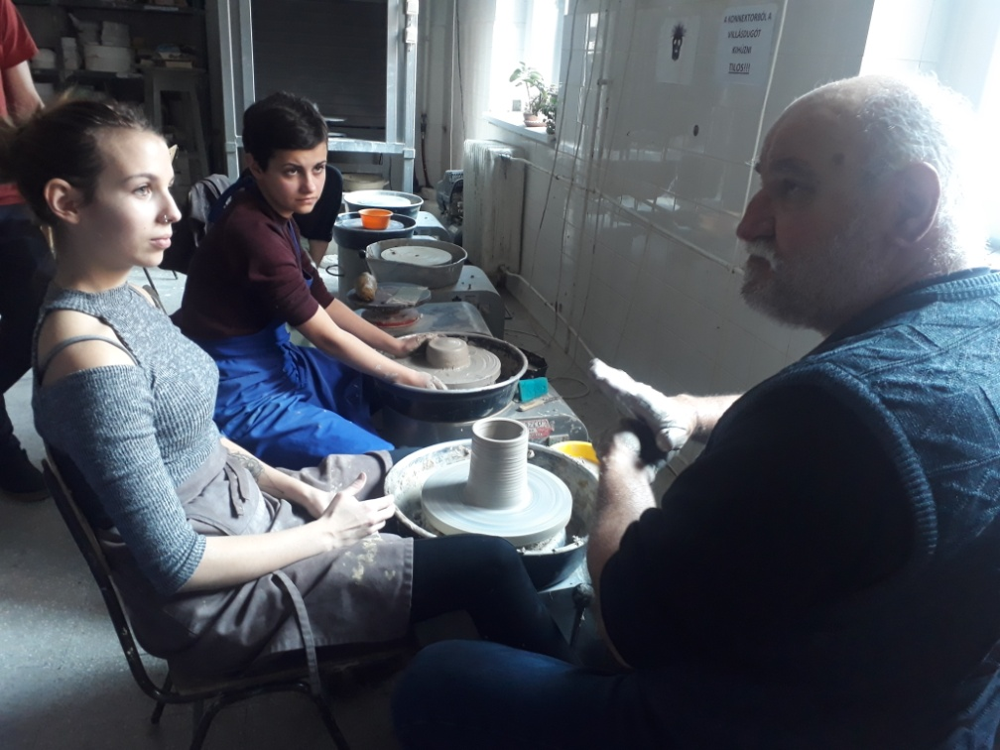 A KONNEKTORBÓL A
VILLÁSDUGÓT
KIHÚZNI
TILOS!!!